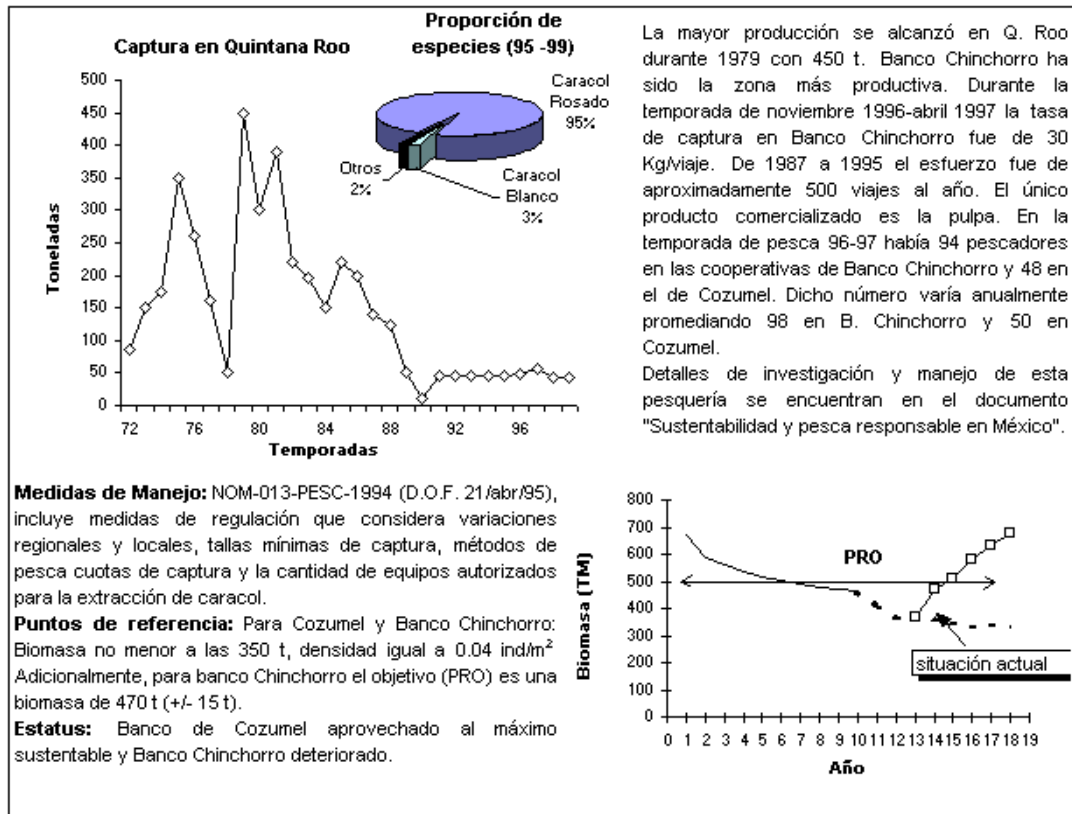 Captura en Quintana Roo
Toneladas
500
450
400
350
300
250
200
150
100
50
0
72 76 80 84 88 92 96
Temporadas
Proporción de
especies (95 -99)
Caracol
Rosado
95%
Otros
2%
Caracol
Blanco
3%
La mayor producción se alcanzó en Q. Roo
durante 1979 con 450 t. Banco Chinchorro ha
sido la zona más productiva. Durante la
temporada de noviembre 1996-abril 1997 la tasa
de captura en Banco Chinchorro fue de 30
Kg/viaje. De 1987 a 1995 el esfuerzo fue de
aproximadamente 500 viajes al año. El único
producto comercializado es la pulpa. En la
temporada de pesca 96-97 había 94 pescadores
en las cooperativas de Banco Chinchorro y 48 en
el de Cozumel. Dicho número varía anualmente
promediando 98 en B. Chinchorro y 50 en
Cozumel.
Detalles de investigación y manejo de esta
pesquería se encuentran en el documento
"Sustentabilidad y pesca responsable en México".
Medidas de Manejo: NOM-013-PESC-1994 (D.O.F. 21/abr/95),
incluye medidas de regulación que considera variaciones
regionales y locales, tallas mínimas de captura, métodos de
pesca cuotas de captura y la cantidad de equipos autorizados
para la extracción de caracol.
Puntos de referencia: Para Cozumel y Banco Chinchorro:
Biomasa no menor a las 350 t, densidad igual a 0.04 ind/m²
Adicionalmente, para banco Chinchorro el objetivo (PRO) es una
biomasa de 470 t (+/- 15 t).
Estatus: Banco de Cozumel aprovechado al máximo
sustentable y Banco Chinchorro deteriorado.
Biomasa (TM)
800
700
600
500
400
300
200
100
0
PRO
situación actual
0 1 2 3 4 5 6 7 8 9 10 11 12 13 14 15 16 17 18 19
Año